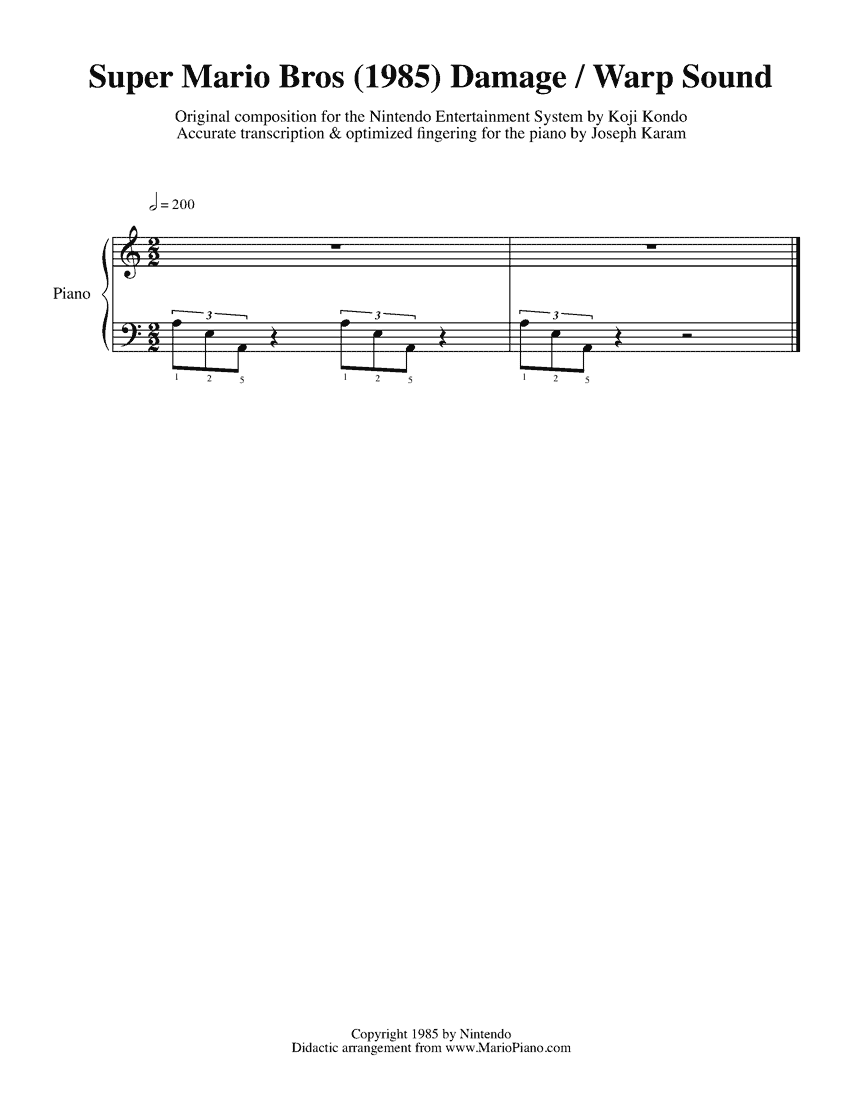 Super Mario Bros (1985) Damage / Warp Sound
Original composition for the Nintendo Entertainment System by Koji Kondo
Accurate transcription & optimized fingering for the piano by Joseph Karam
= 200
2 2
Piano
3 3 3
2 2
1 2 5 1 2 5 1 2 5
Copyright 1985 by Nintendo
Didactic arrangement from www.MarioPiano.com